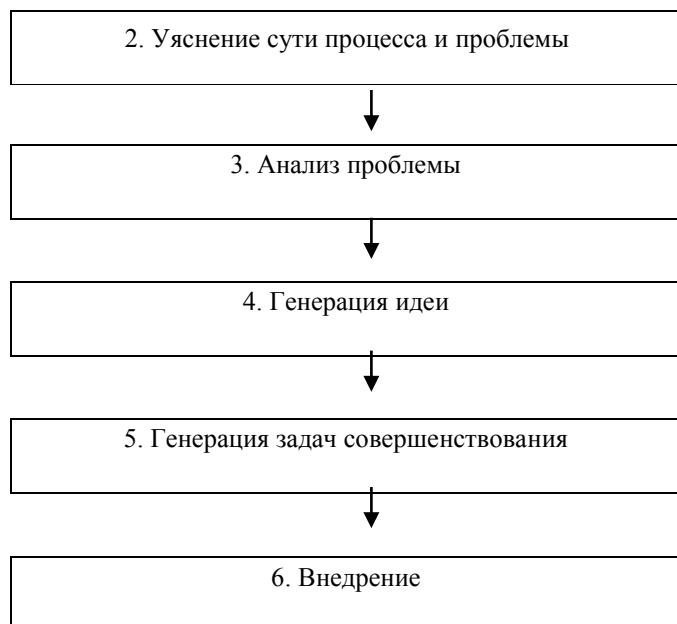 2. Уяснение сути процесса и проблемы
3. Анализ проблемы
4. Генерация идеи
5. Генерация задач совершенствования
6. Внедрение